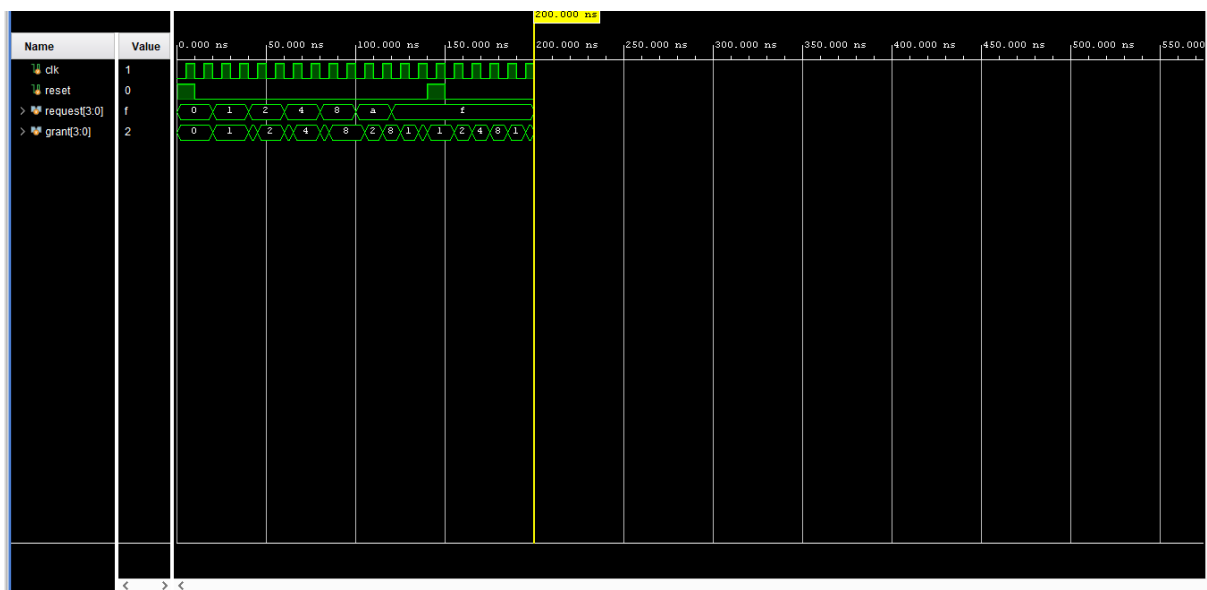 200.000 ns
Name Value 0.000 ns 50.000 ns 100.000 ns 150.000 ns 200.000 ns 250.000 ns 300.000 ns 350.000 ns 400.000 ns 450.000 ns 500.000 ns 550.000
clk 1
reset 0
request[3:0] f 0 1 2 4 8 a f
grant[3:0] 2 0 1 2 4 8 2 8 1 1 2 4 8 1